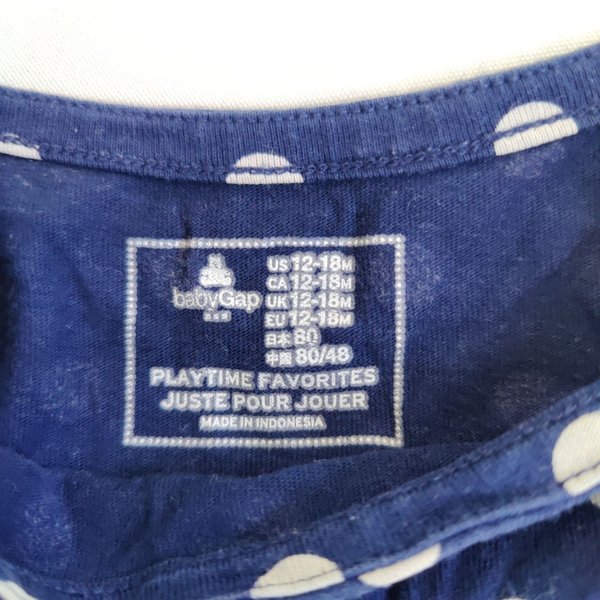 babyGap
US 12-18M
CA 12-18M
UK 12-18M
EU 12-18M
日本 80
中国 80/48
PLAYTIME FAVORITES
JUSTE POUR JOUER
MADE IN INDONESIA